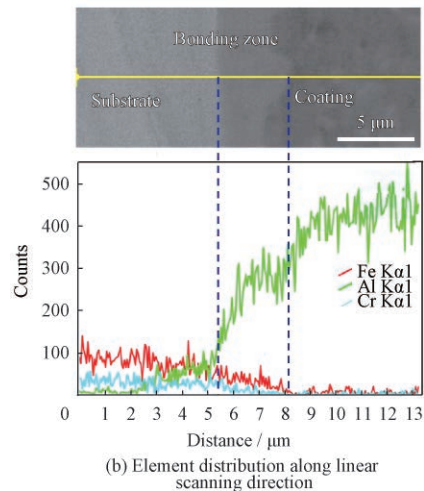 Bonding zone
Substrate
Coating
5 μm
500
400
300
200
100
Counts
Fe Kα1
Al Kα1
Cr Kα1
0 1 2 3 4 5 6 7 8 9 10 11 12 13
Distance / μm
(b) Element distribution along linear
scanning direction